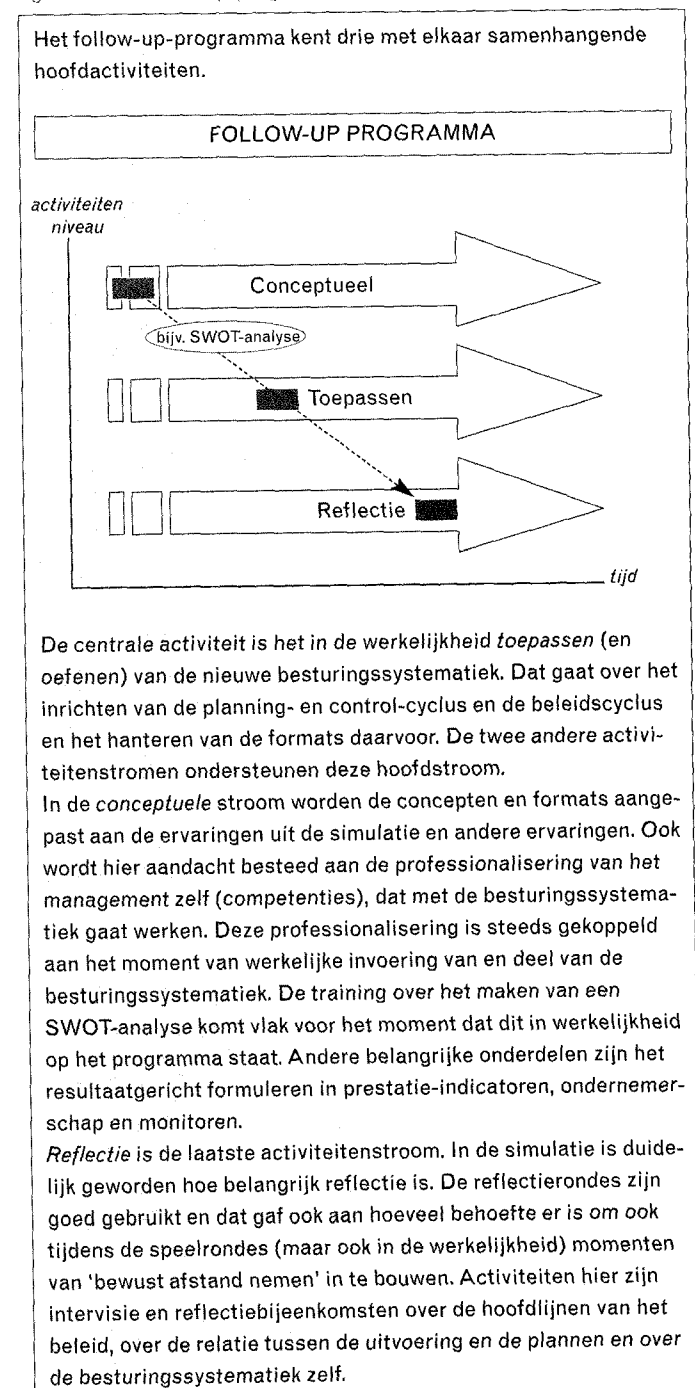 Het follow-up-programma kent drie met elkaar samenhangende
hoofdactiviteiten.
FOLLOW-UP PROGRAMMA
activiteiten
niveau
Conceptueel
bijv. SWOT-analyse
Toepassen
Reflectie
tijd
De centrale activiteit is het in de werkelijkheid toepassen (en
oefenen) van de nieuwe besturingssystematiek. Dat gaat over het
inrichten van de planning- en control-cyclus en de beleidscyclus
en het hanteren van de formats daarvoor. De twee andere activi-
teitenstromen ondersteunen deze hoofdstroom.
In de conceptuele stroom worden de concepten en formats aange-
past aan de ervaringen uit de simulatie en andere ervaringen. Ook
wordt hier aandacht besteed aan de professionalisering van het
management zelf (competenties), dat met de besturingssystema-
tiek gaat werken. Deze professionalisering is steeds gekoppeld
aan het moment van werkelijke invoering van en deel van de
besturingssystematiek. De training over het maken van een
SWOT-analyse komt vlak voor het moment dat dit in werkelijkheid
op het programma staat. Andere belangrijke onderdelen zijn het
resultaatgericht formuleren in prestatie-indicatoren, ondernemer-
schap en monitoren.
Reflectie is de laatste activiteitenstroom. In de simulatie is duide-
lijk geworden hoe belangrijk reflectie is. De reflectierondes zijn
goed gebruikt en dat gaf ook aan hoeveel behoefte er is om ook
tijdens de speelrondes (maar ook in de werkelijkheid) momenten
van 'bewust afstand nemen' in te bouwen. Activiteiten hier zijn
intervisie en reflectiebijeenkomsten over de hoofdlijnen van het
beleid, over de relatie tussen de uitvoering en de plannen en over
de besturingssystematiek zelf.